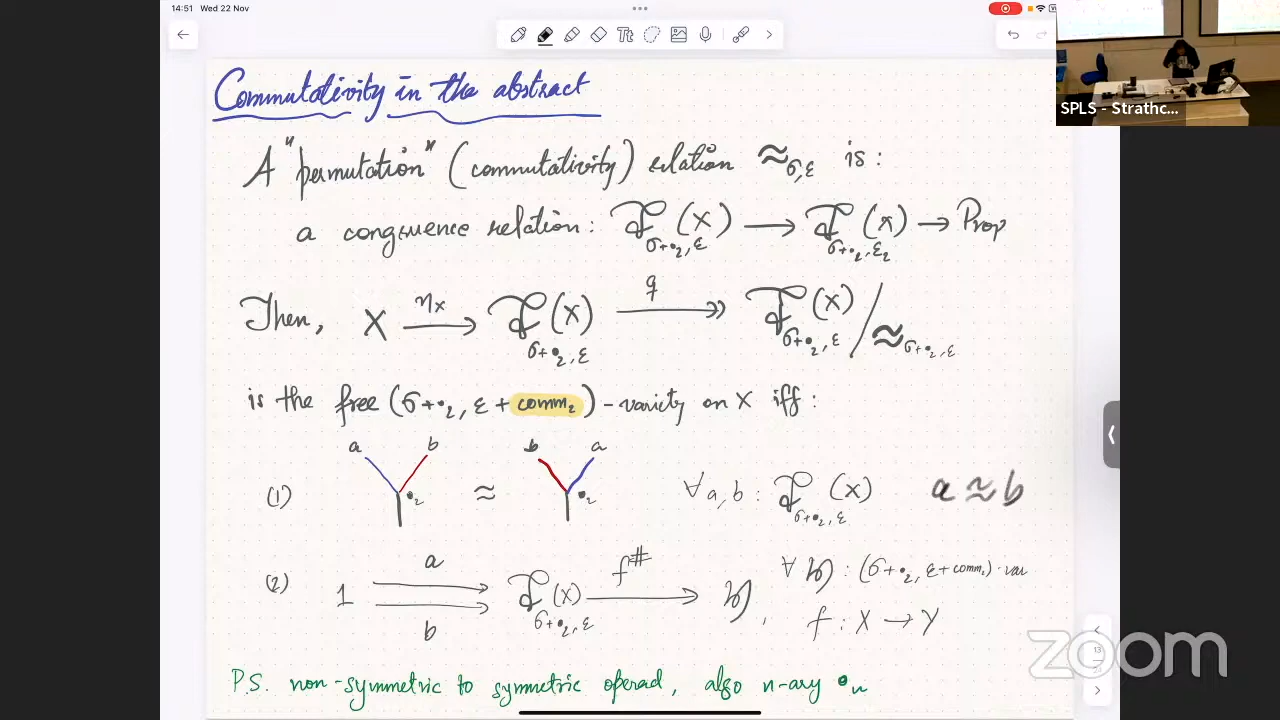 14:51 Wed 22 Nov
SPLS - Strathc...
Commutativity in the abstract
A "permutation" (commutativity) relation ≈σ,ε is :
a congruence relation : 𝓕σ+•₂,ε (X) → 𝓕σ+•₂,ε₂ (X) → Prop
Then, X —ηx→ 𝓕σ+•₂,ε (X) —q↠ 𝓕σ+•₂,ε (X) / ≈σ+•₂,ε
is the free (σ+•₂, ε + comm₂) - variety on X iff :
(1) a b •₂ ≈ b a •₂ ∀a,b : 𝓕σ+•₂,ε (X) a ≈ b
(2) 1 a b ⇉ 𝓕σ+•₂,ε (X) —f#→ 𝒴, ∀ 𝒴 : (σ+•₂, ε+comm₂)-var
f : X → Y
P.S. non-symmetric to symmetric operad, also n-ary •n
13
zoom